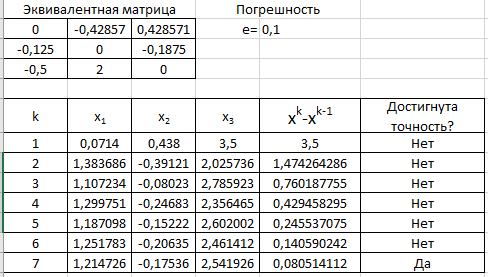 Эквивалентная матрица Погрешность
0 -0,42857 0,428571 e= 0,1
-0,125 0 -0,1875
-0,5 2 0
k x₁ x₂ x₃ xᵏ-xᵏ⁻¹ Достигнута точность?
1 0,0714 0,438 3,5 3,5 Нет
2 1,383686 -0,39121 2,025736 1,474264286 Нет
3 1,107234 -0,08023 2,785923 0,760187755 Нет
4 1,299751 -0,24683 2,356465 0,429458295 Нет
5 1,187098 -0,15222 2,602002 0,245537075 Нет
6 1,251783 -0,20635 2,461412 0,140590242 Нет
7 1,214726 -0,17536 2,541926 0,080514112 Да